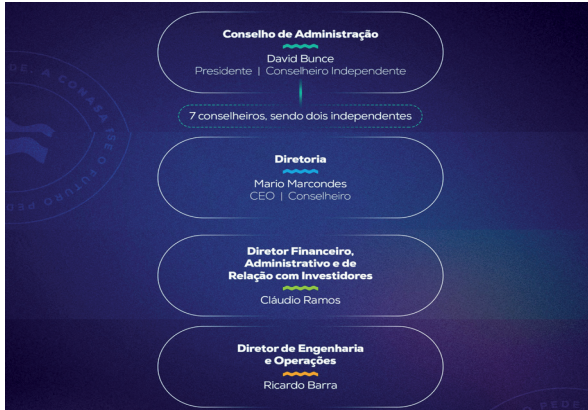 Conselho de Administração
David Bunce
Presidente | Conselheiro Independente
7 conselheiros, sendo dois independentes
Diretoria
Mario Marcondes
CEO | Conselheiro
Diretor Financeiro,
Administrativo e de
Relação com Investidores
Cláudio Ramos
Diretor de Engenharia
e Operações
Ricardo Barra